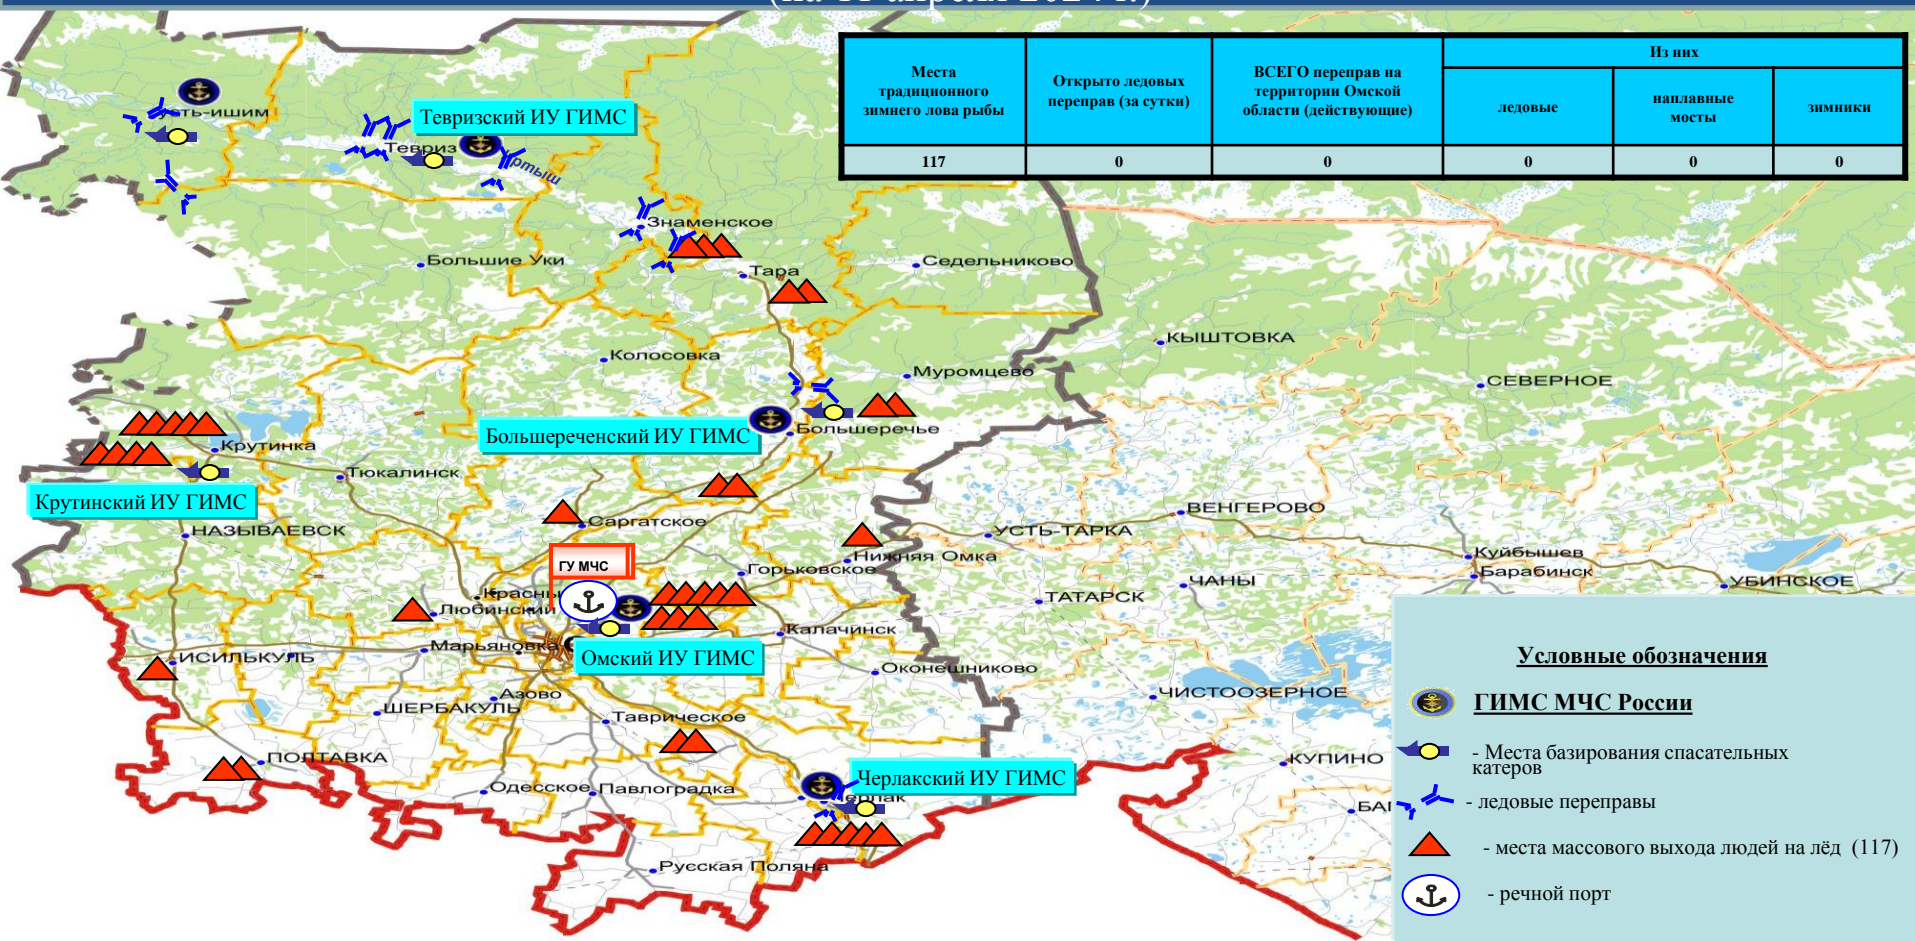 Места
традиционного
зимнего лова рыбы
Открыто ледовых
переправ (за сутки)
ВСЕГО переправ на
территории Омской
области (действующие)
Из них
ледовые
наплавные
мосты
зимники
117
0
0
0
0
0
Тевризский ИУ ГИМС
Тевриз
Знаменское
Большие Уки
Тара
Седельниково
Колосовка
КЫШТОВКА
Муромцево
СЕВЕРНОЕ
Большереченский ИУ ГИМС
Большеречье
Крутинка
Тюкалинск
Крутинский ИУ ГИМС
НАЗЫВАЕВСК
Саргатское
УСТЬ-ТАРКА
ВЕНГЕРОВО
Нижняя Омка
Куйбышев
Барабинск
ГУ МЧС
Горьковское
ЧАНЫ
УБИНСКОЕ
ТАТАРСК
Любинский
Калачинск
Марьяновка
ИСИЛЬКУЛЬ
Омский ИУ ГИМС
Оконешниково
ЧИСТООЗЕРНОЕ
Азово
ШЕРБАКУЛЬ
Таврическое
ПОЛТАВКА
КУПИНО
Черлакский ИУ ГИМС
Одесское
Павлоградка
Русская Поляна
Условные обозначения
ГИМС МЧС России
- Места базирования спасательных
катеров
- ледовые переправы
- места массового выхода людей на лёд (117)
- речной порт